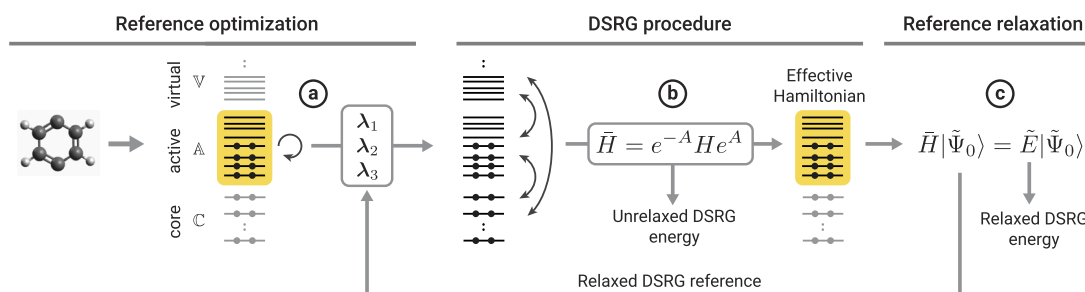 Reference optimization
DSRG procedure
Reference relaxation
virtual
𝕍
active
𝔸
core
ℂ
a
λ₁
λ₂
λ₃
b
H̄ = e⁻ᴬHeᴬ
Unrelaxed DSRG
energy
Effective
Hamiltonian
c
H̄|Ψ̃₀⟩ = Ẽ|Ψ̃₀⟩
Relaxed DSRG
energy
Relaxed DSRG reference